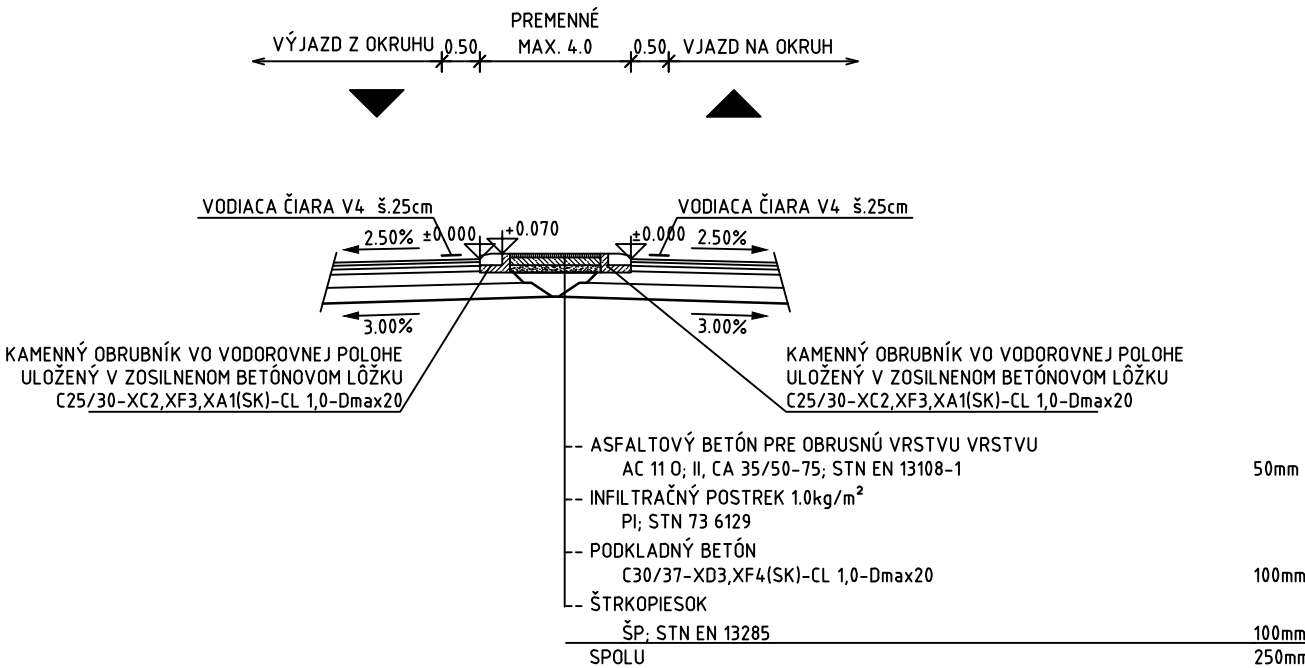 PREMENNÉ
VÝJAZD Z OKRUHU 0.50 MAX. 4.0 0.50 VJAZD NA OKRUH
VODIACA ČIARA V4 š.25cm
VODIACA ČIARA V4 š.25cm
2.50% ±0.000 +0.070 ±0.000 2.50%
3.00% 3.00%
KAMENNÝ OBRUBNÍK VO VODOROVNEJ POLOHE
ULOŽENÝ V ZOSILNENOM BETÓNOVOM LÔŽKU
C25/30-XC2,XF3,XA1(SK)-CL 1,0-Dmax20
KAMENNÝ OBRUBNÍK VO VODOROVNEJ POLOHE
ULOŽENÝ V ZOSILNENOM BETÓNOVOM LÔŽKU
C25/30-XC2,XF3,XA1(SK)-CL 1,0-Dmax20
ASFALTOVÝ BETÓN PRE OBRUSNÚ VRSTVU VRSTVU
AC 11 O; II, CA 35/50-75; STN EN 13108-1 50mm
INFILTRAČNÝ POSTREK 1.0kg/m²
PI; STN 73 6129
PODKLADNÝ BETÓN
C30/37-XD3,XF4(SK)-CL 1,0-Dmax20 100mm
ŠTRKOPIESOK
ŠP; STN EN 13285 100mm
SPOLU 250mm